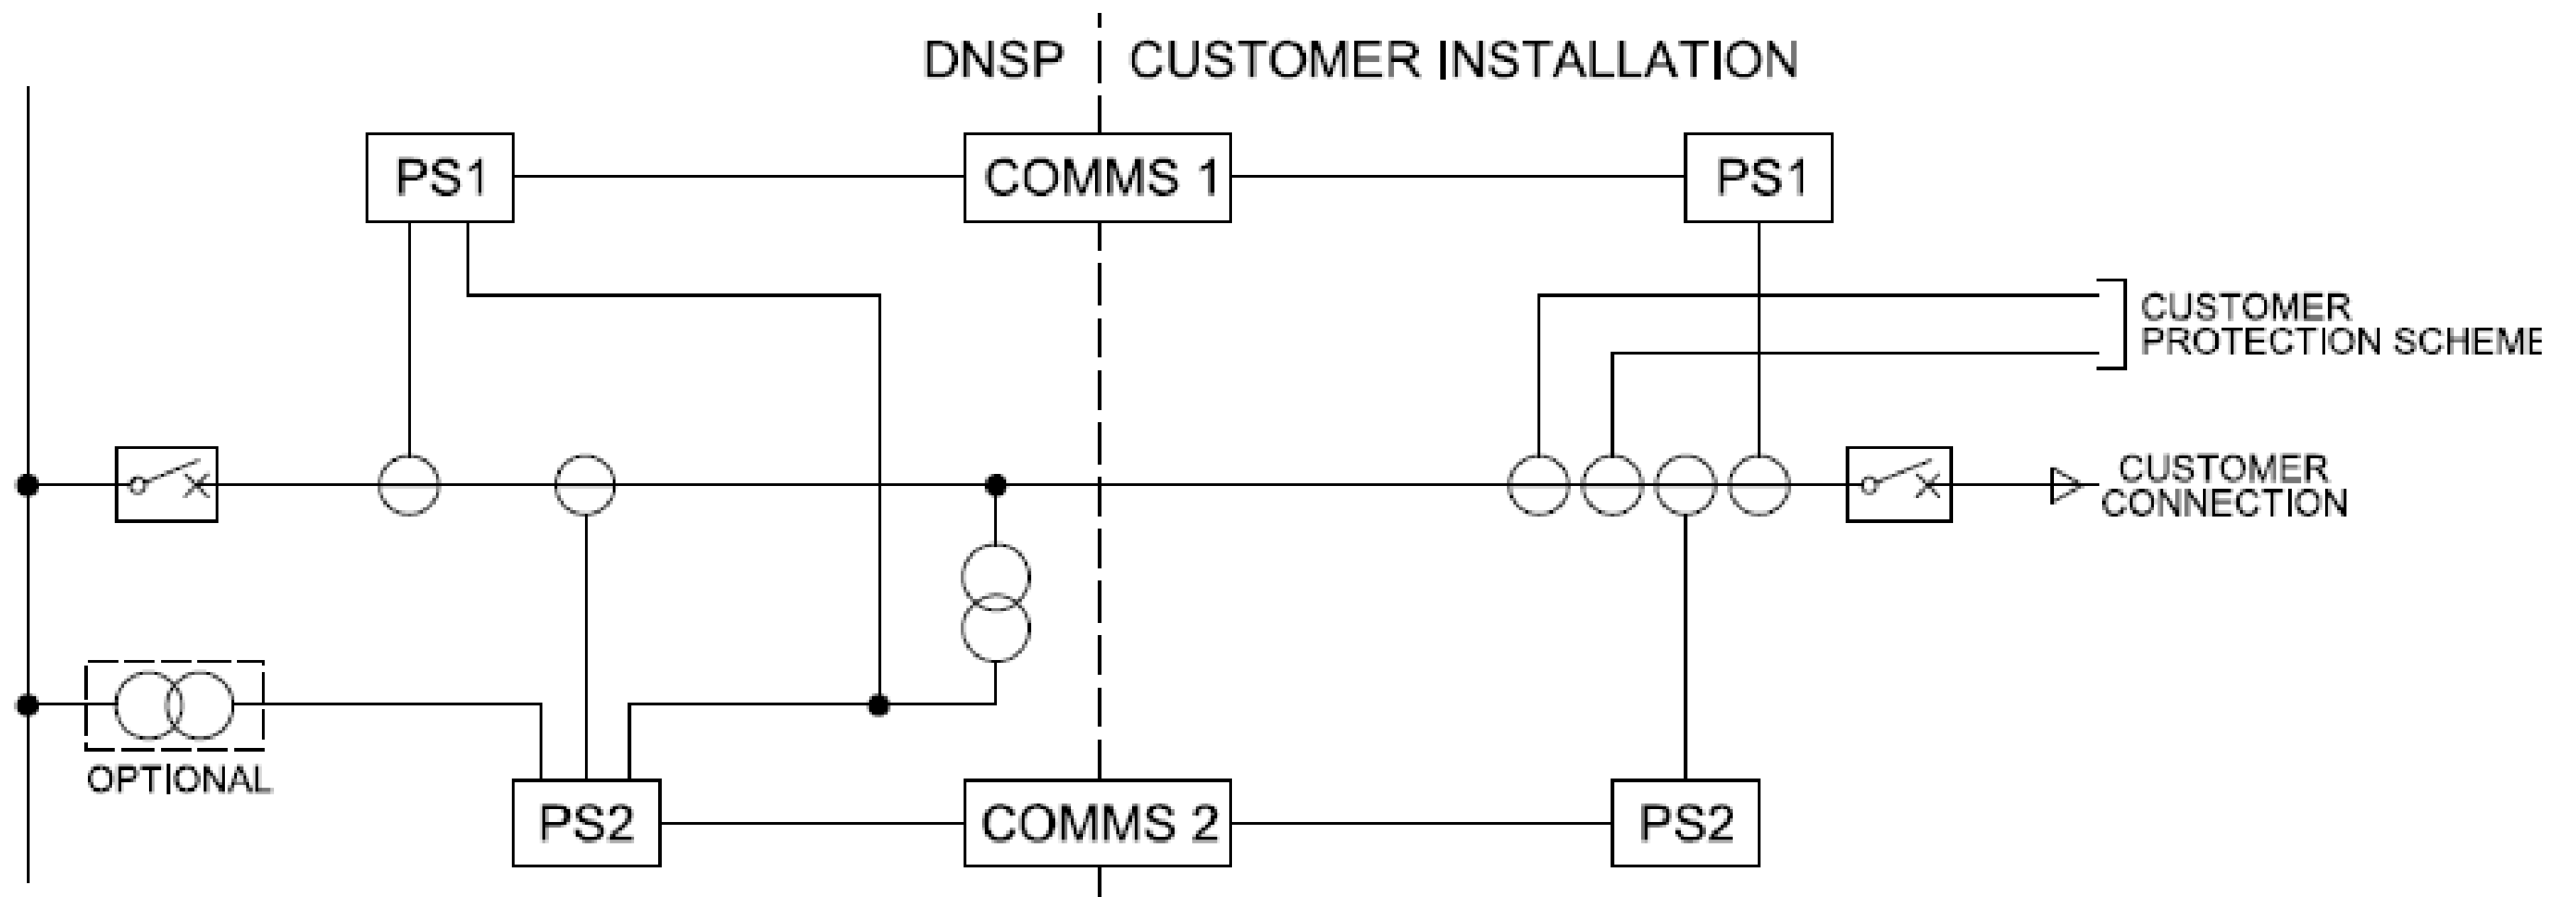 DNSP
CUSTOMER INSTALLATION
PS1
COMMS 1
PS1
CUSTOMER
PROTECTION SCHEME
CUSTOMER
CONNECTION
OPTIONAL
PS2
COMMS 2
PS2